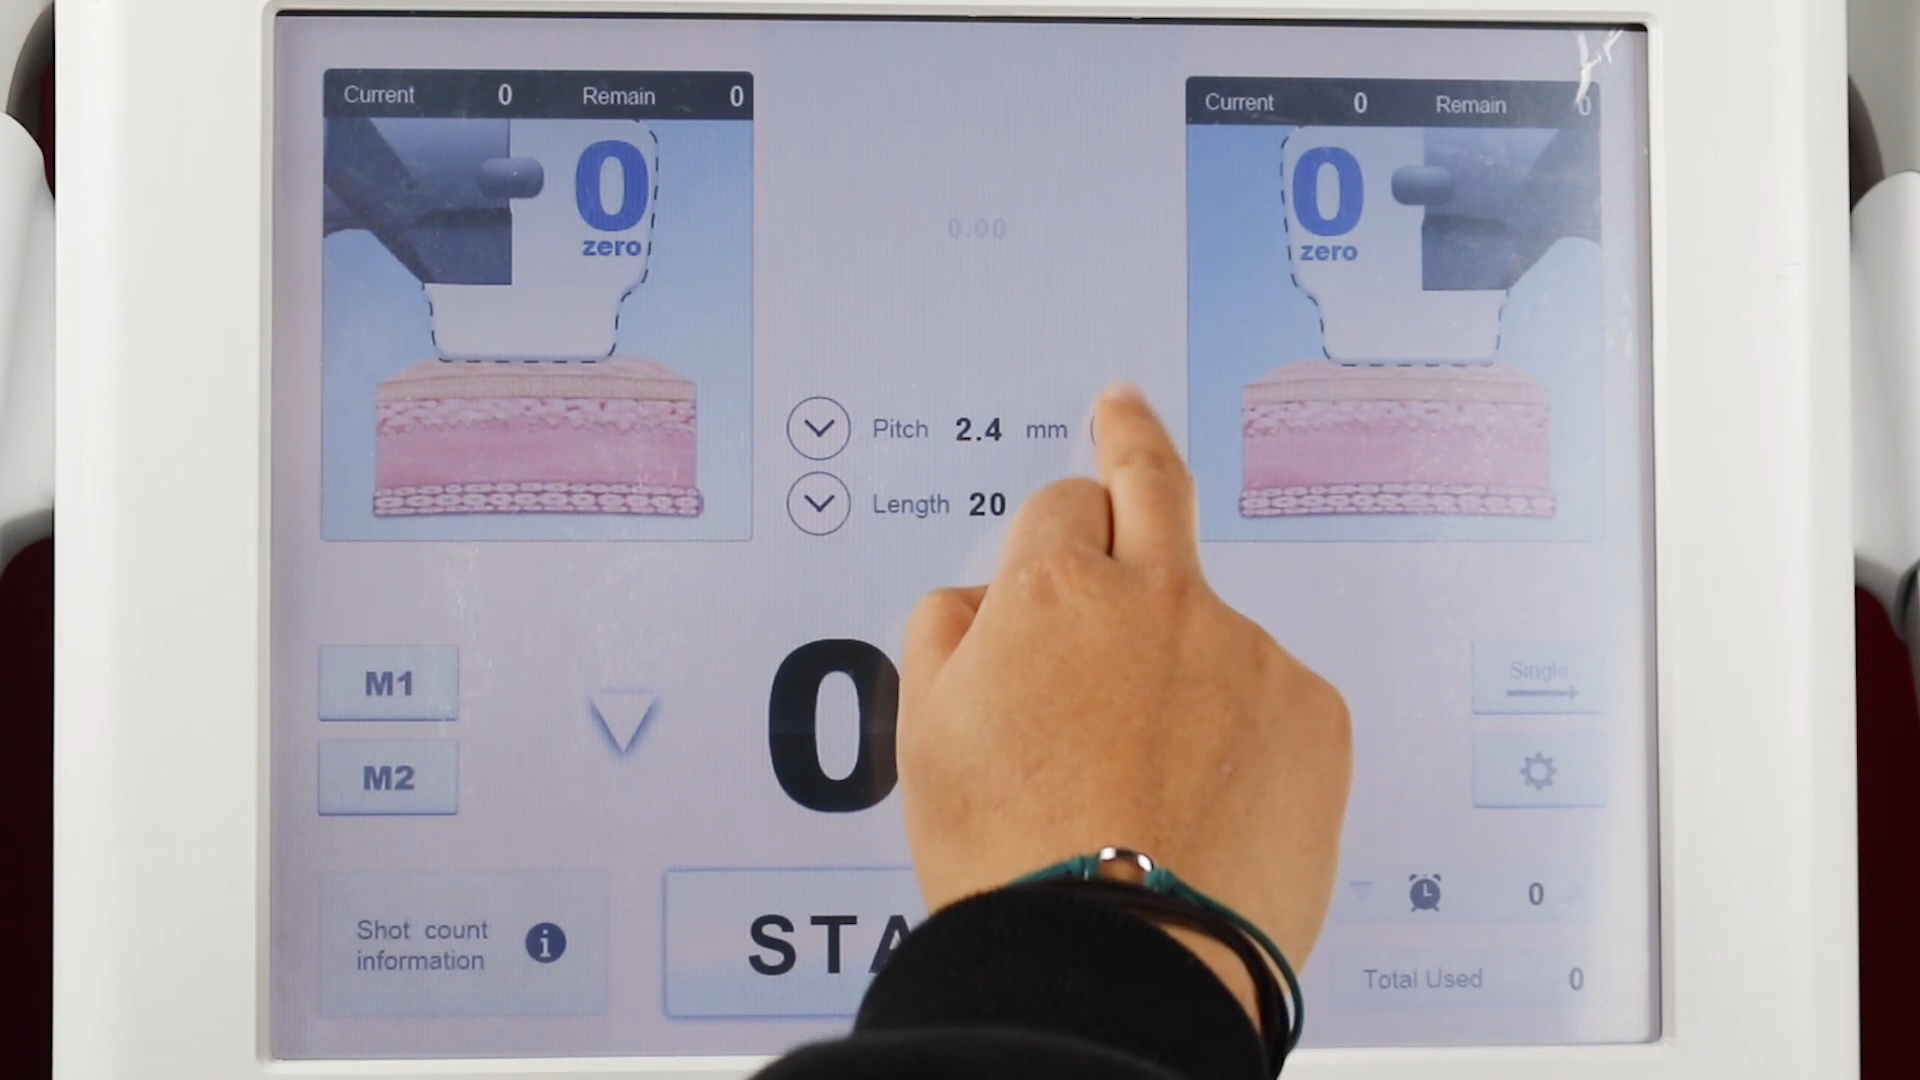 Current 0 Remain 0
0
zero
Current 0 Remain 0
0
zero
0.00
Pitch 2.4 mm
Length 20
M1
M2
0
Single
Shot count
information
STA
0
Total Used 0